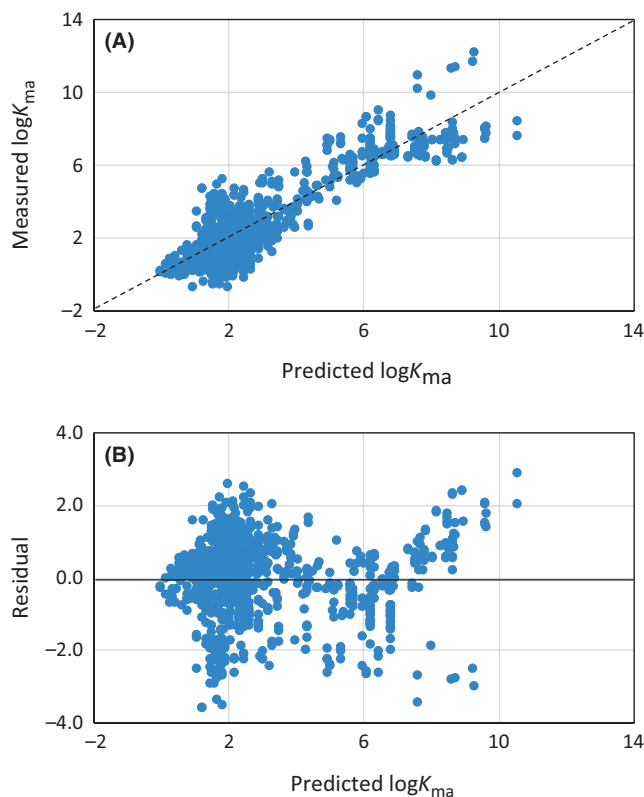 (A)
Measured logKma
14
10
6
2
–2
–2 2 6 10 14
Predicted logKma
(B)
Residual
4.0
2.0
0.0
–2.0
–4.0
–2 2 6 10 14
Predicted logKma